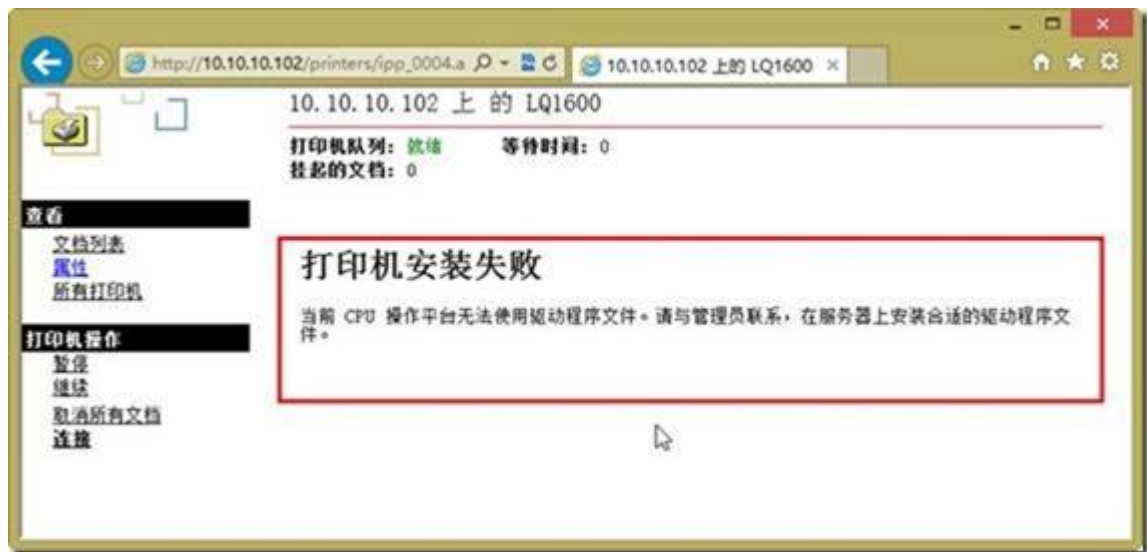 http://10.10.10.102/printers/ipp_0004.a
10.10.10.102 上的 LQ1600
10.10.10.102 上 的 LQ1600
打印机队列: 就绪 等待时间: 0
挂起的文档: 0
查看
文档列表
属性
所有打印机
打印机操作
暂停
继续
取消所有文档
连接
打印机安装失败
当前 CPU 操作平台无法使用驱动程序文件。请与管理员联系，在服务器上安装合适的驱动程序文
件。